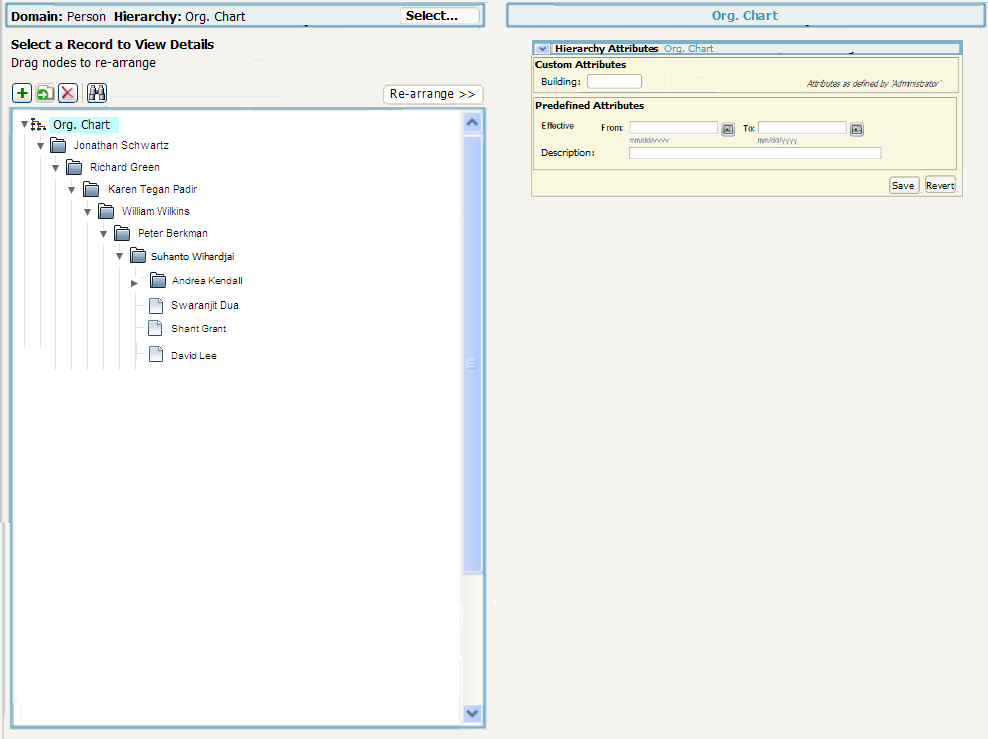 Domain: Person Hierarchy: Org. Chart Select...
Select a Record to View Details
Drag nodes to re-arrange
Re-arrange >>
Org. Chart
Jonathan Schwartz
Richard Green
Karen Tegan Padir
William Wilkins
Peter Berkman
Suhanto Wihardjai
Andrea Kendall
Swaranjit Dua
Shant Grant
David Lee
Org. Chart
Hierarchy Attributes Org. Chart
Custom Attributes
Building:
Attributes as defined by 'Administrator'
Predefined Attributes
Effective From: To:
mm/dd/yyyy mm/dd/yyyy
Description:
Save Revert